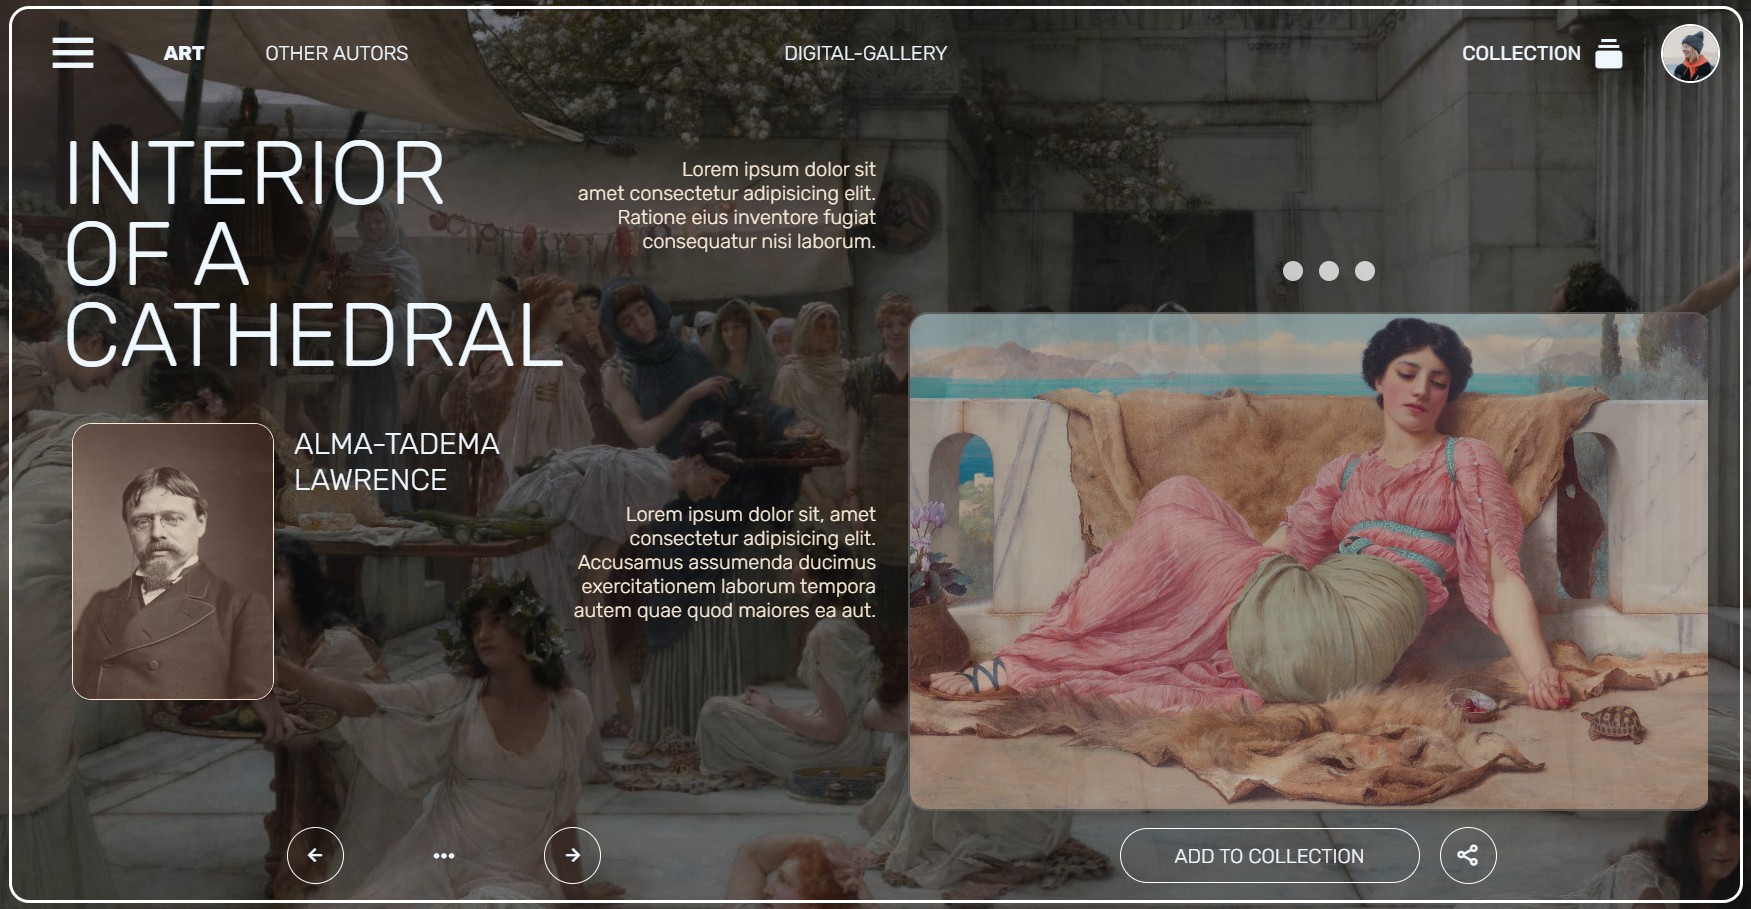 ART
OTHER AUTORS
DIGITAL-GALLERY
COLLECTION
INTERIOR
OF A
CATHEDRAL
Lorem ipsum dolor sit
amet consectetur adipisicing elit.
Ratione eius inventore fugiat
consequatur nisi laborum.
ALMA-TADEMA
LAWRENCE
Lorem ipsum dolor sit, amet
consectetur adipisicing elit.
Accusamus assumenda ducimus
exercitationem laborum tempora
autem quae quod maiores ea aut.
ADD TO COLLECTION